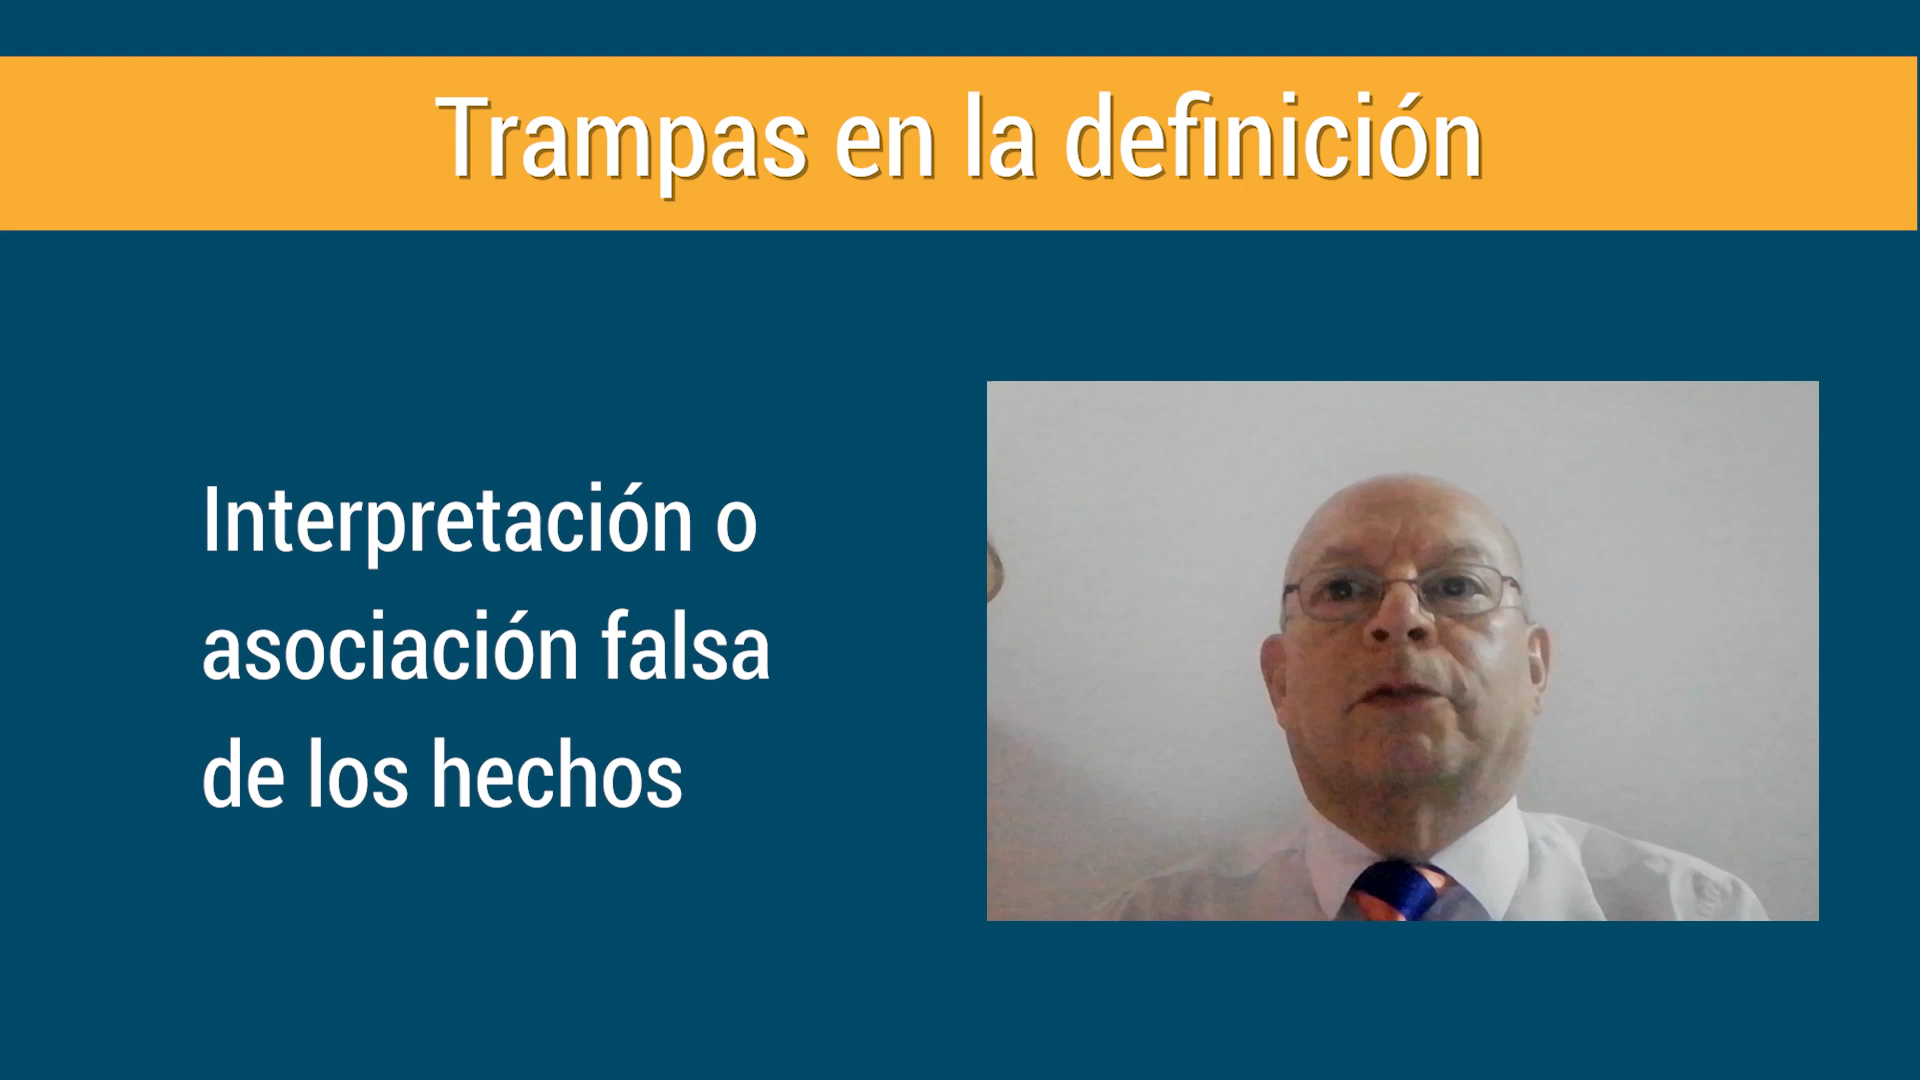 Trampas en la definición
Interpretación o
asociación falsa
de los hechos